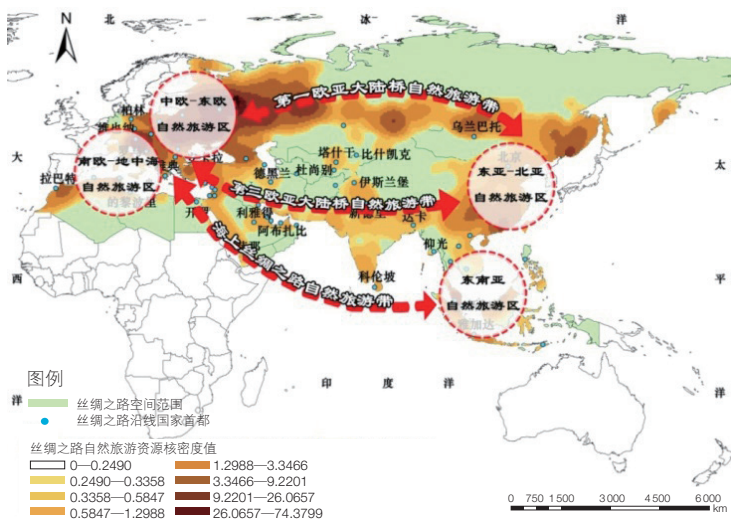 北
冰
洋
N
第一欧亚大陆桥自然旅游带
中欧-东欧
自然旅游区
柏林
乌兰巴托
大
南欧-地中海
自然旅游区
塔什干
比什凯克
北京
太
拉巴特
德黑兰
杜尚别
东亚-北亚
自然旅游区
伊斯兰堡
第二欧亚大陆桥自然旅游带
的黎波里
利雅得
新德里
达卡
阿布扎比
仰光
海上丝绸之路自然旅游带
西
科伦坡
东南亚
自然旅游区
平
雅加达
图例
印
度
洋
洋
洋
丝绸之路空间范围
丝绸之路沿线国家首都
丝绸之路自然旅游资源核密度值
0—0.2490
1.2988—3.3466
0.2490—0.3358
3.3466—9.2201
0.3358—0.5847
9.2201—26.0657
0.5847—1.2988
26.0657—74.3799
0 750 1 500 3 000 4 500 6 000
km